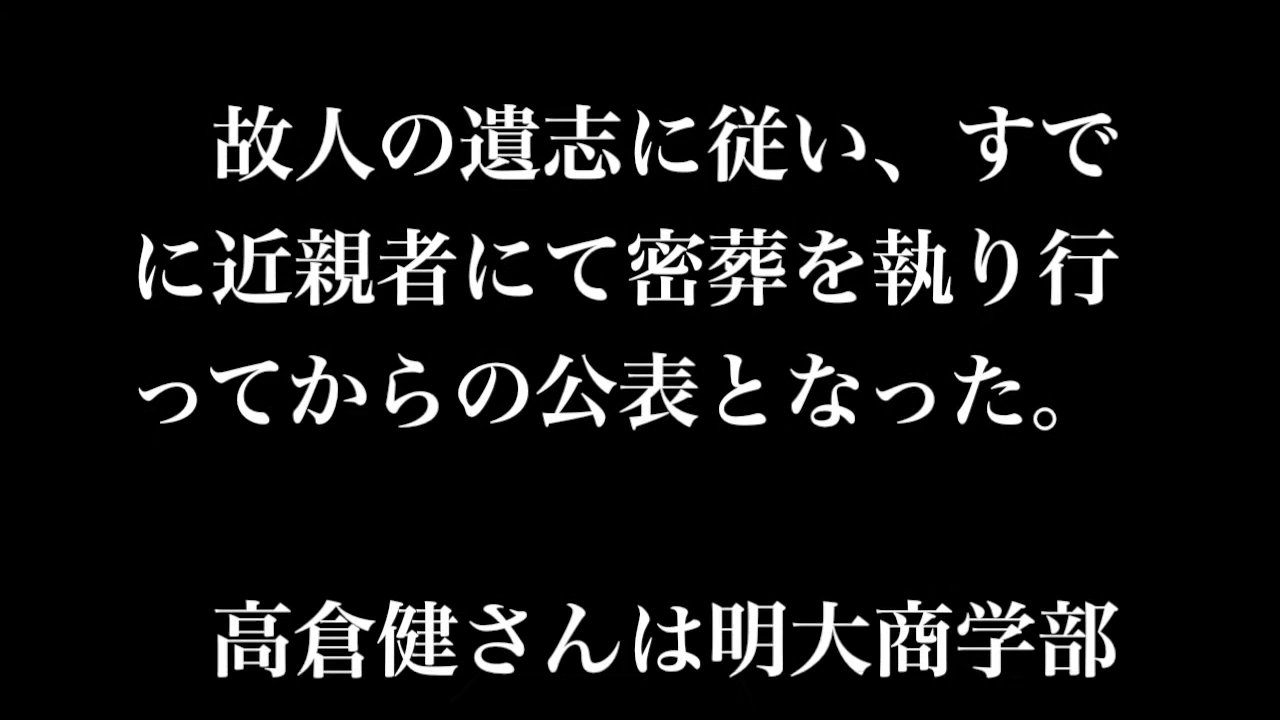 故人の遺志に従い、すで
に近親者にて密葬を執り行
ってからの公表となった。
高倉健さんは明大商学部